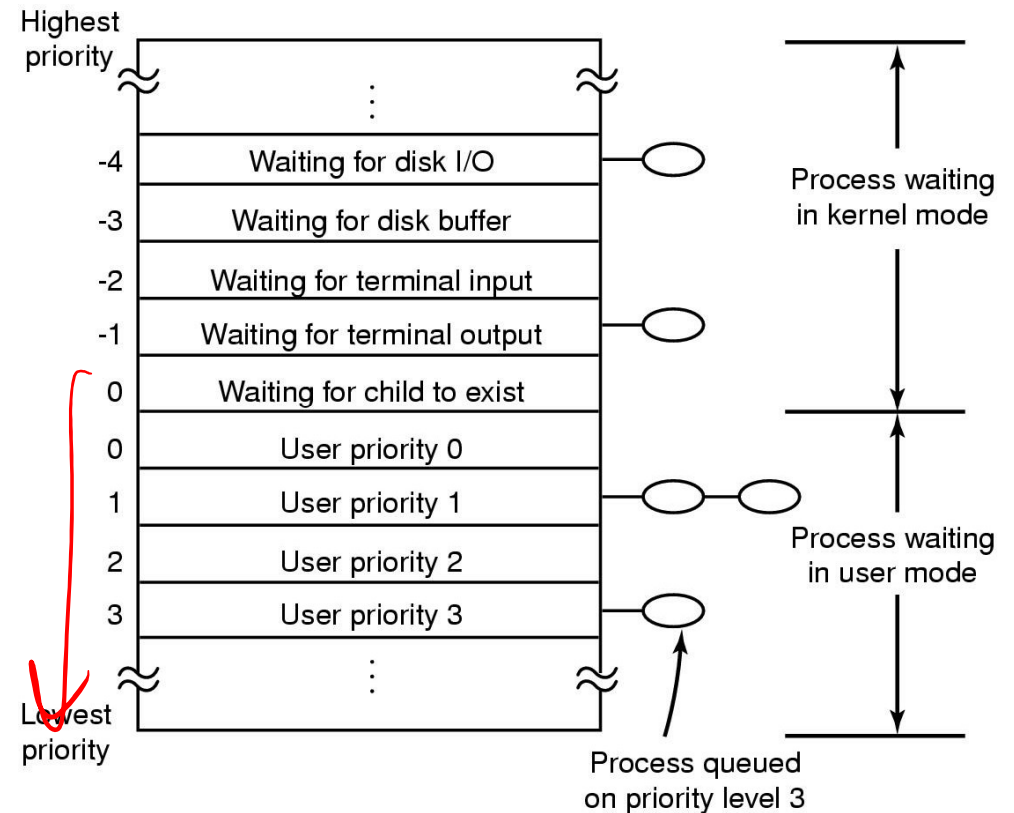 Highest
priority
⋮
-4 Waiting for disk I/O
-3 Waiting for disk buffer
-2 Waiting for terminal input
-1 Waiting for terminal output
0 Waiting for child to exist
0 User priority 0
1 User priority 1
2 User priority 2
3 User priority 3
⋮
Lowest
priority
Process waiting
in kernel mode
Process waiting
in user mode
Process queued
on priority level 3